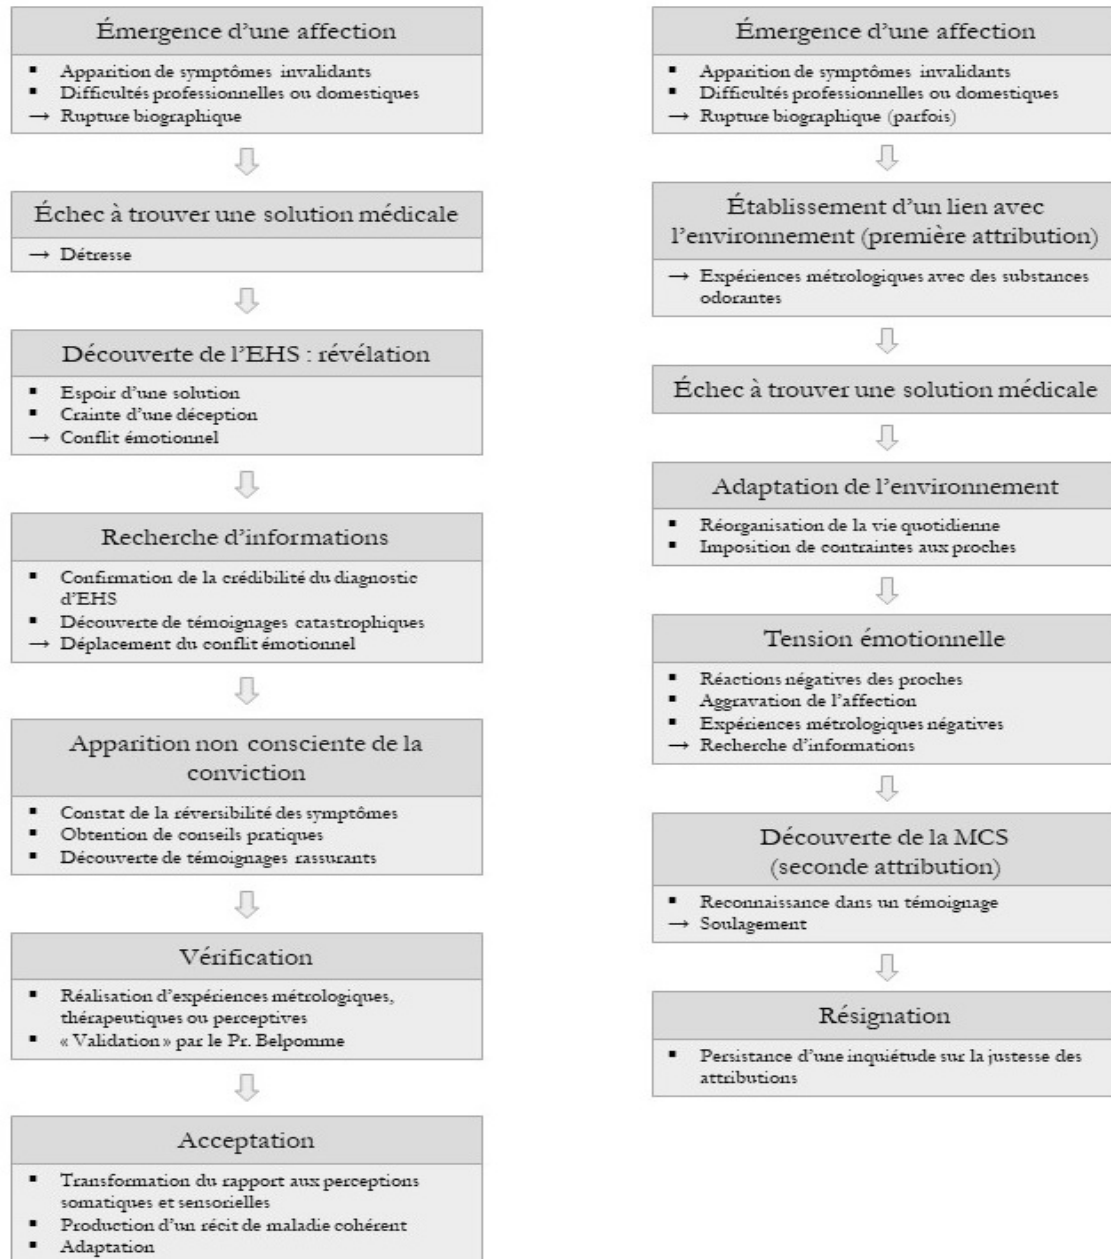 Émergence d'une affection
▪ Apparition de symptômes invalidants
▪ Difficultés professionnelles ou domestiques
→ Rupture biographique
Échec à trouver une solution médicale
→ Détresse
Découverte de l'EHS : révélation
▪ Espoir d'une solution
▪ Crainte d'une déception
→ Conflit émotionnel
Recherche d'informations
▪ Confirmation de la crédibilité du diagnostic
d'EHS
▪ Découverte de témoignages catastrophiques
→ Déplacement du conflit émotionnel
Apparition non consciente de la
conviction
▪ Constat de la réversibilité des symptômes
▪ Obtention de conseils pratiques
▪ Découverte de témoignages rassurants
Vérification
▪ Réalisation d'expériences métrologiques,
thérapeutiques ou perceptives
▪ « Validation » par le Pr. Belpomme
Acceptation
▪ Transformation du rapport aux perceptions
somatiques et sensorielles
▪ Production d'un récit de maladie cohérent
▪ Adaptation
Émergence d'une affection
▪ Apparition de symptômes invalidants
▪ Difficultés professionnelles ou domestiques
→ Rupture biographique (parfois)
Établissement d'un lien avec
l'environnement (première attribution)
→ Expériences métrologiques avec des substances
odorantes
Échec à trouver une solution médicale
Adaptation de l'environnement
▪ Réorganisation de la vie quotidienne
▪ Imposition de contraintes aux proches
Tension émotionnelle
▪ Réactions négatives des proches
▪ Aggravation de l'affection
▪ Expériences métrologiques négatives
→ Recherche d'informations
Découverte de la MCS
(seconde attribution)
▪ Reconnaissance dans un témoignage
→ Soulagement
Résignation
▪ Persistance d'une inquiétude sur la justesse des
attributions